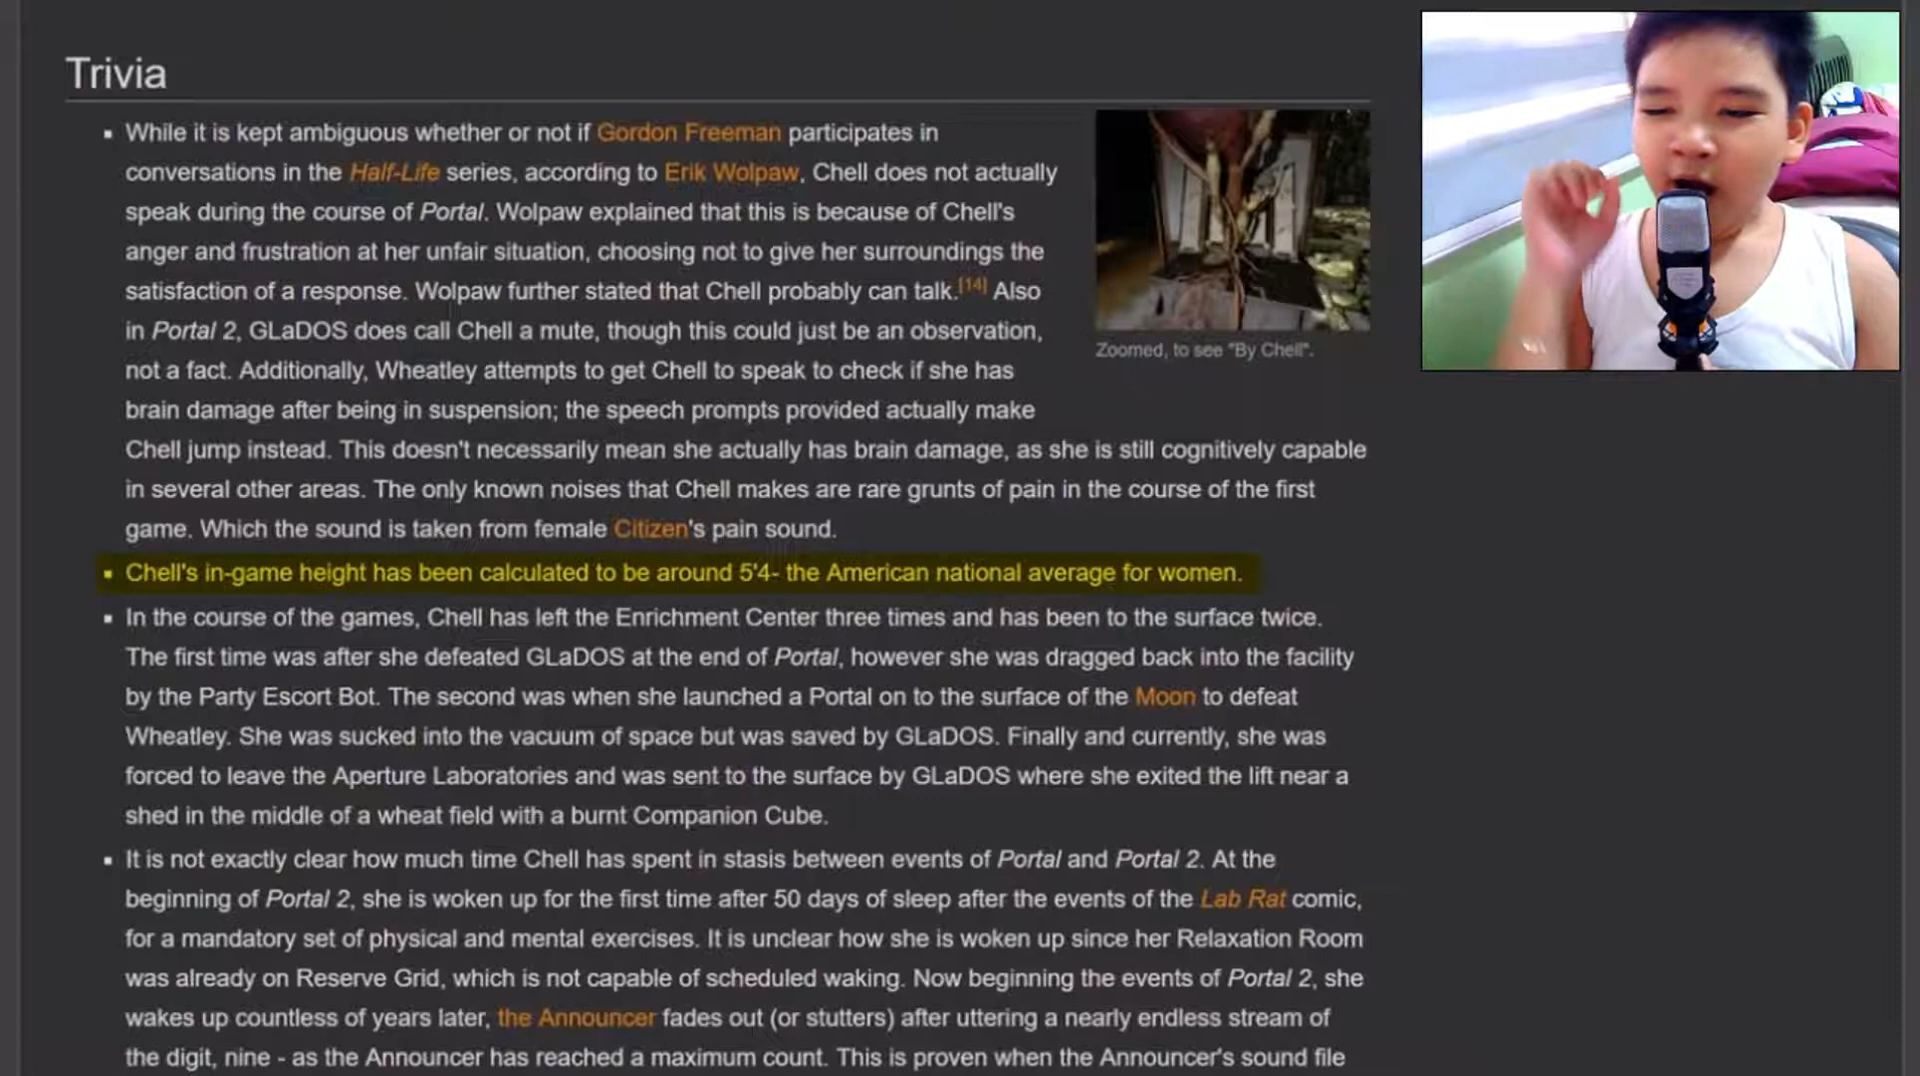 Trivia
While it is kept ambiguous whether or not if Gordon Freeman participates in
conversations in the Half-Life series, according to Erik Wolpaw, Chell does not actually
speak during the course of Portal. Wolpaw explained that this is because of Chell's
anger and frustration at her unfair situation, choosing not to give her surroundings the
satisfaction of a response. Wolpaw further stated that Chell probably can talk.[14] Also
in Portal 2, GLaDOS does call Chell a mute, though this could just be an observation,
not a fact. Additionally, Wheatley attempts to get Chell to speak to check if she has
brain damage after being in suspension; the speech prompts provided actually make
Chell jump instead. This doesn't necessarily mean she actually has brain damage, as she is still cognitively capable
in several other areas. The only known noises that Chell makes are rare grunts of pain in the course of the first
game. Which the sound is taken from female Citizen's pain sound.
Zoomed, to see "By Chell".
Chell's in-game height has been calculated to be around 5'4- the American national average for women.
In the course of the games, Chell has left the Enrichment Center three times and has been to the surface twice.
The first time was after she defeated GLaDOS at the end of Portal, however she was dragged back into the facility
by the Party Escort Bot. The second was when she launched a Portal on to the surface of the Moon to defeat
Wheatley. She was sucked into the vacuum of space but was saved by GLaDOS. Finally and currently, she was
forced to leave the Aperture Laboratories and was sent to the surface by GLaDOS where she exited the lift near a
shed in the middle of a wheat field with a burnt Companion Cube.
It is not exactly clear how much time Chell has spent in stasis between events of Portal and Portal 2. At the
beginning of Portal 2, she is woken up for the first time after 50 days of sleep after the events of the Lab Rat comic,
for a mandatory set of physical and mental exercises. It is unclear how she is woken up since her Relaxation Room
was already on Reserve Grid, which is not capable of scheduled waking. Now beginning the events of Portal 2, she
wakes up countless of years later, the Announcer fades out (or stutters) after uttering a nearly endless stream of
the digit, nine - as the Announcer has reached a maximum count. This is proven when the Announcer's sound file